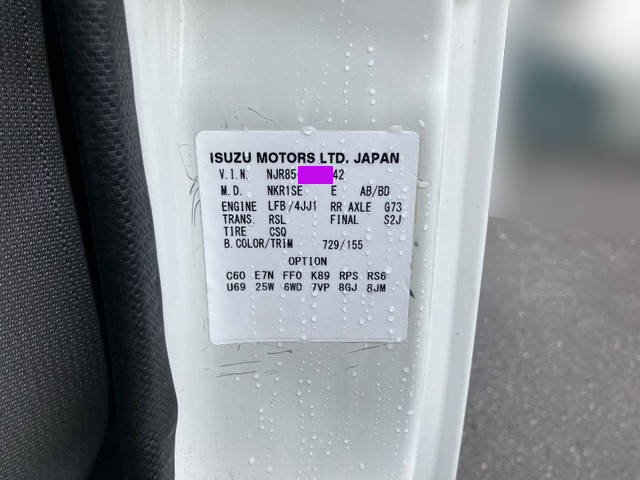 ISUZU MOTORS LTD. JAPAN
V.I.N. NJR85- 42
M.D. NKR1SE E AB/BD
ENGINE LFB/4JJ1 RR AXLE G73
TRANS. RSL FINAL S2J
TIRE CSQ
B.COLOR/TRIM 729/155
OPTION
C60 E7N FF0 K89 RPS RS6
U69 25W 6WD 7VP 8GJ 8JM